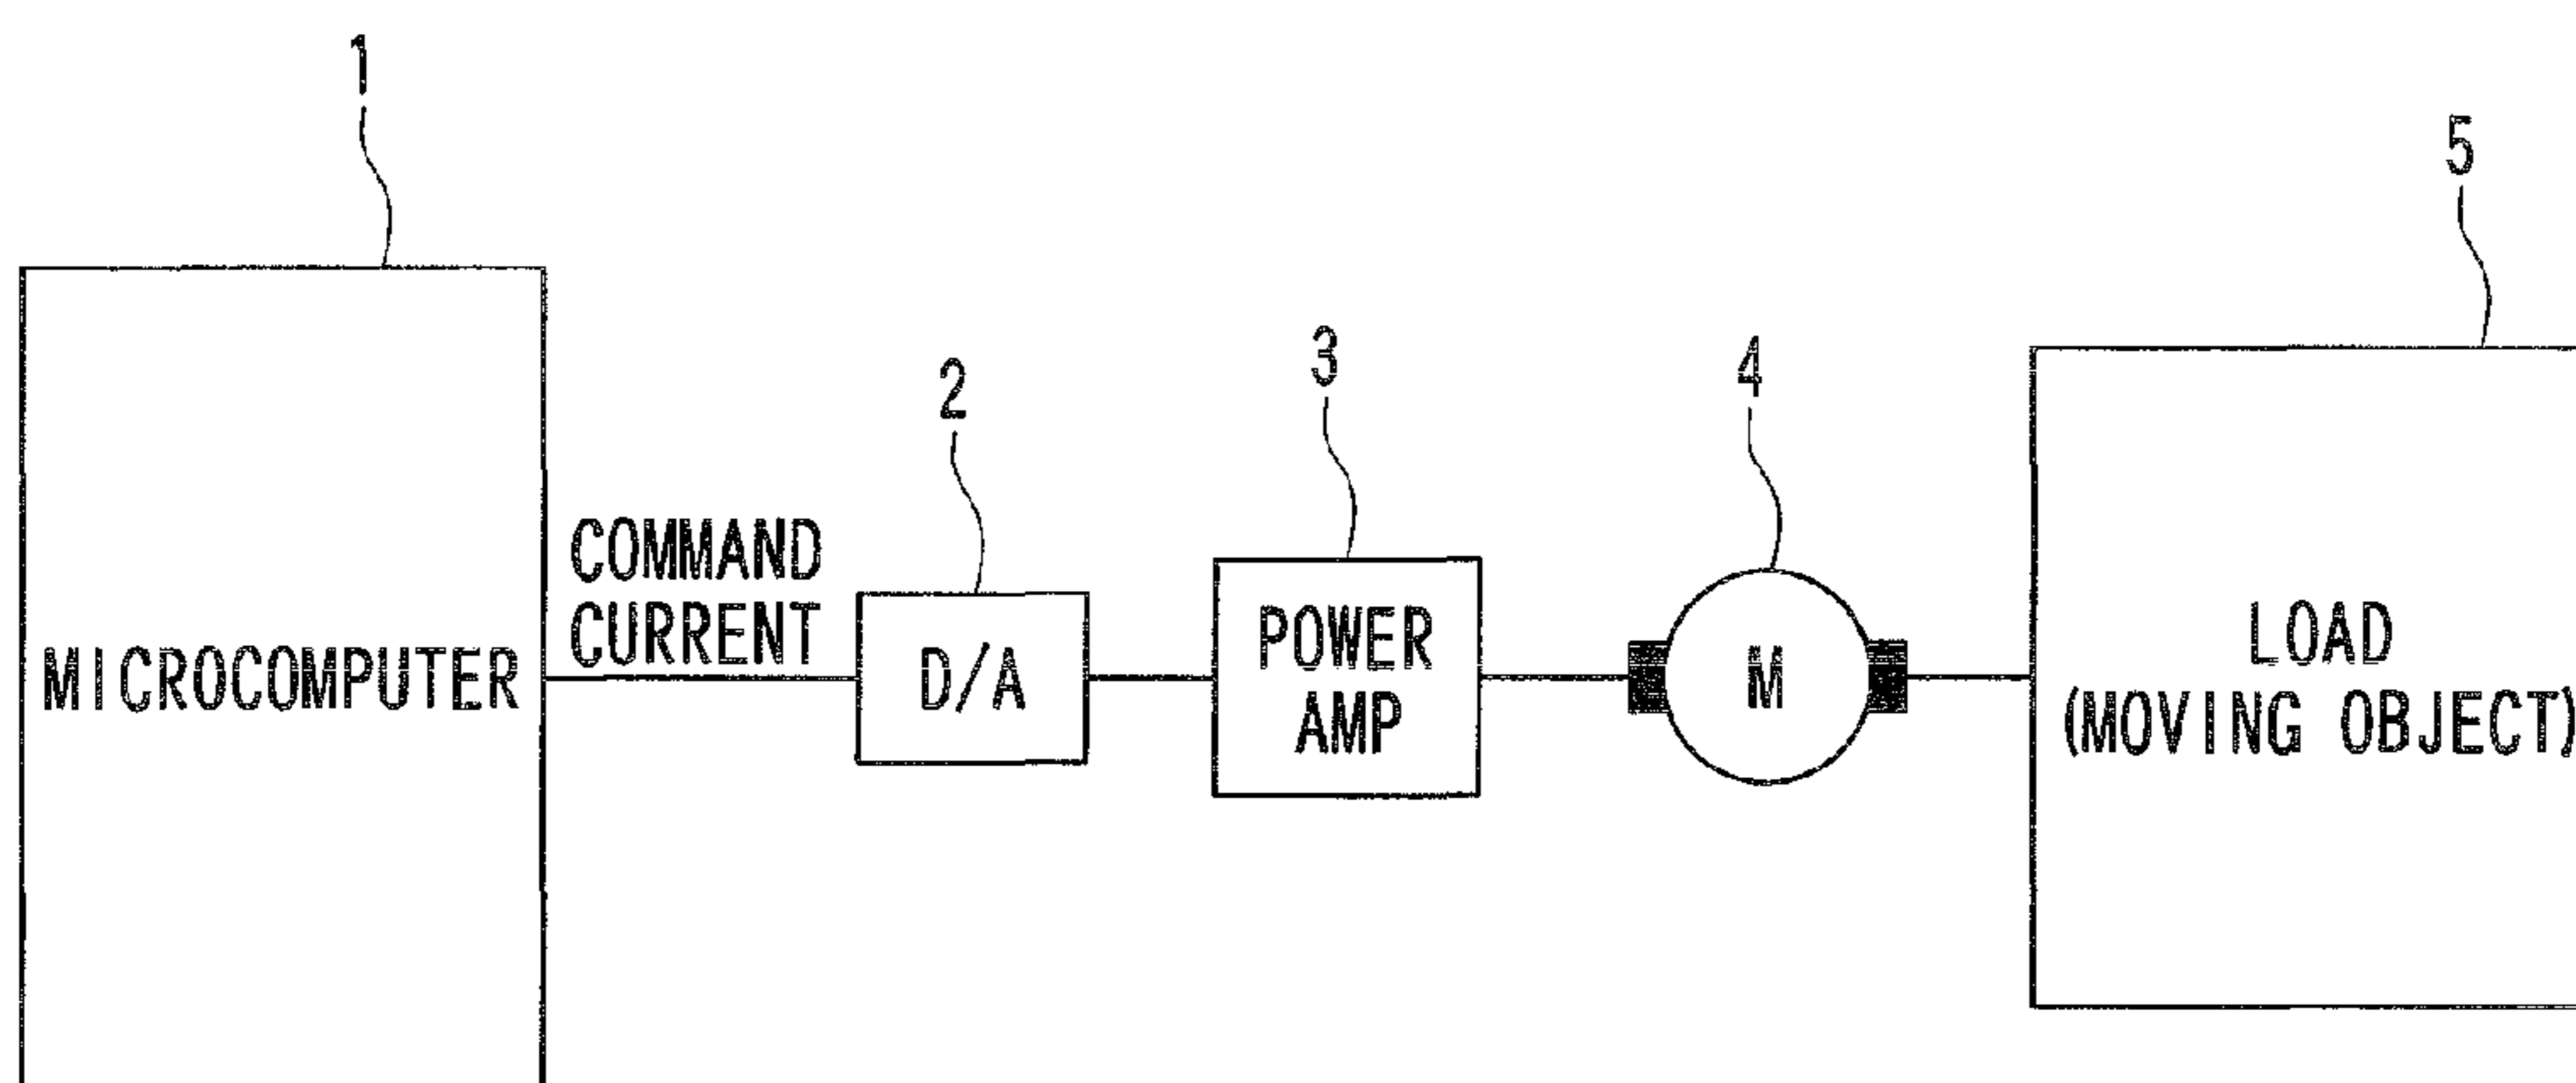 1
5
3
4
2
COMMAND
CURRENT
MICROCOMPUTER
D/A
POWER
AMP
M
LOAD
(MOVING OBJECT)